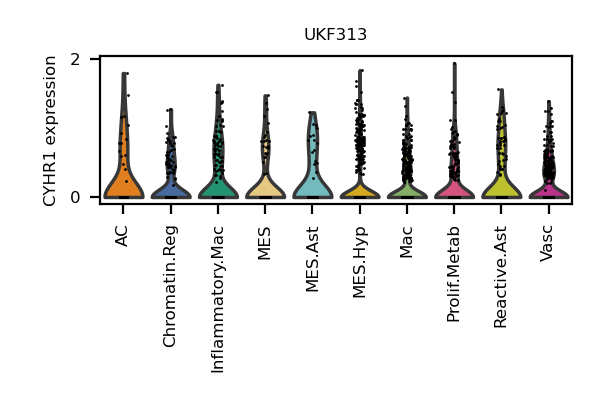 UKF313
CYHR1 expression
2
0
AC
Chromatin.Reg
Inflammatory.Mac
MES
MES.Ast
MES.Hyp
Mac
Prolif.Metab
Reactive.Ast
Vasc